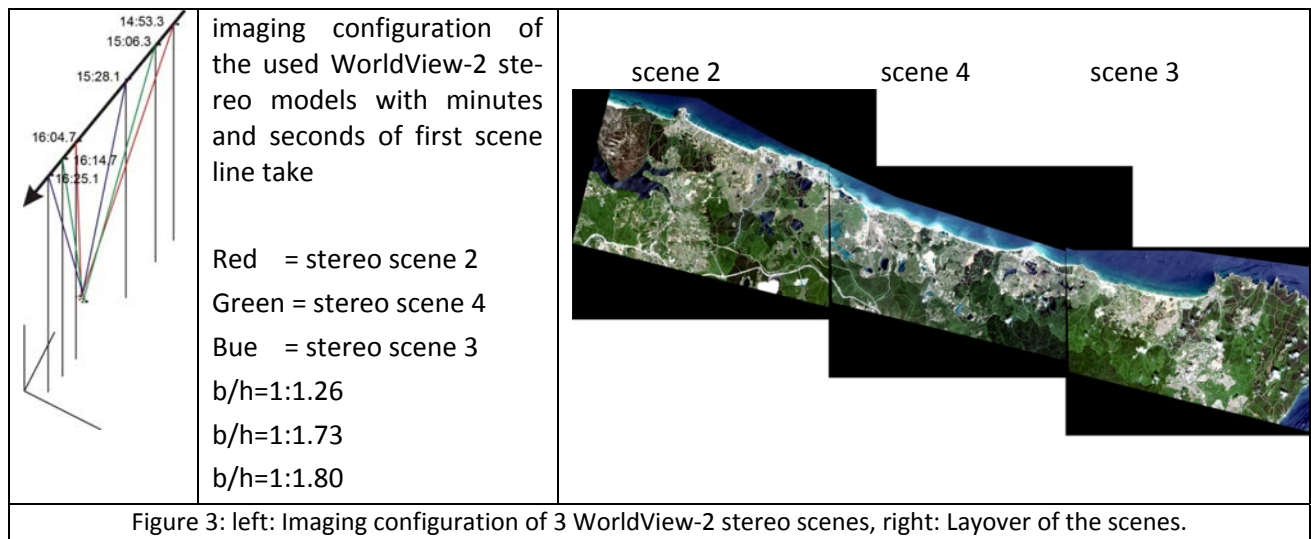 14:53.3
15:06.3
15:28.1
16:04.7
16:14.7
16:25.1
imaging configuration of
the used WorldView-2 ste-
reo models with minutes
and seconds of first scene
line take
Red = stereo scene 2
Green = stereo scene 4
Bue = stereo scene 3
b/h=1:1.26
b/h=1:1.73
b/h=1:1.80
scene 2 scene 4 scene 3
Figure 3: left: Imaging configuration of 3 WorldView-2 stereo scenes, right: Layover of the scenes.